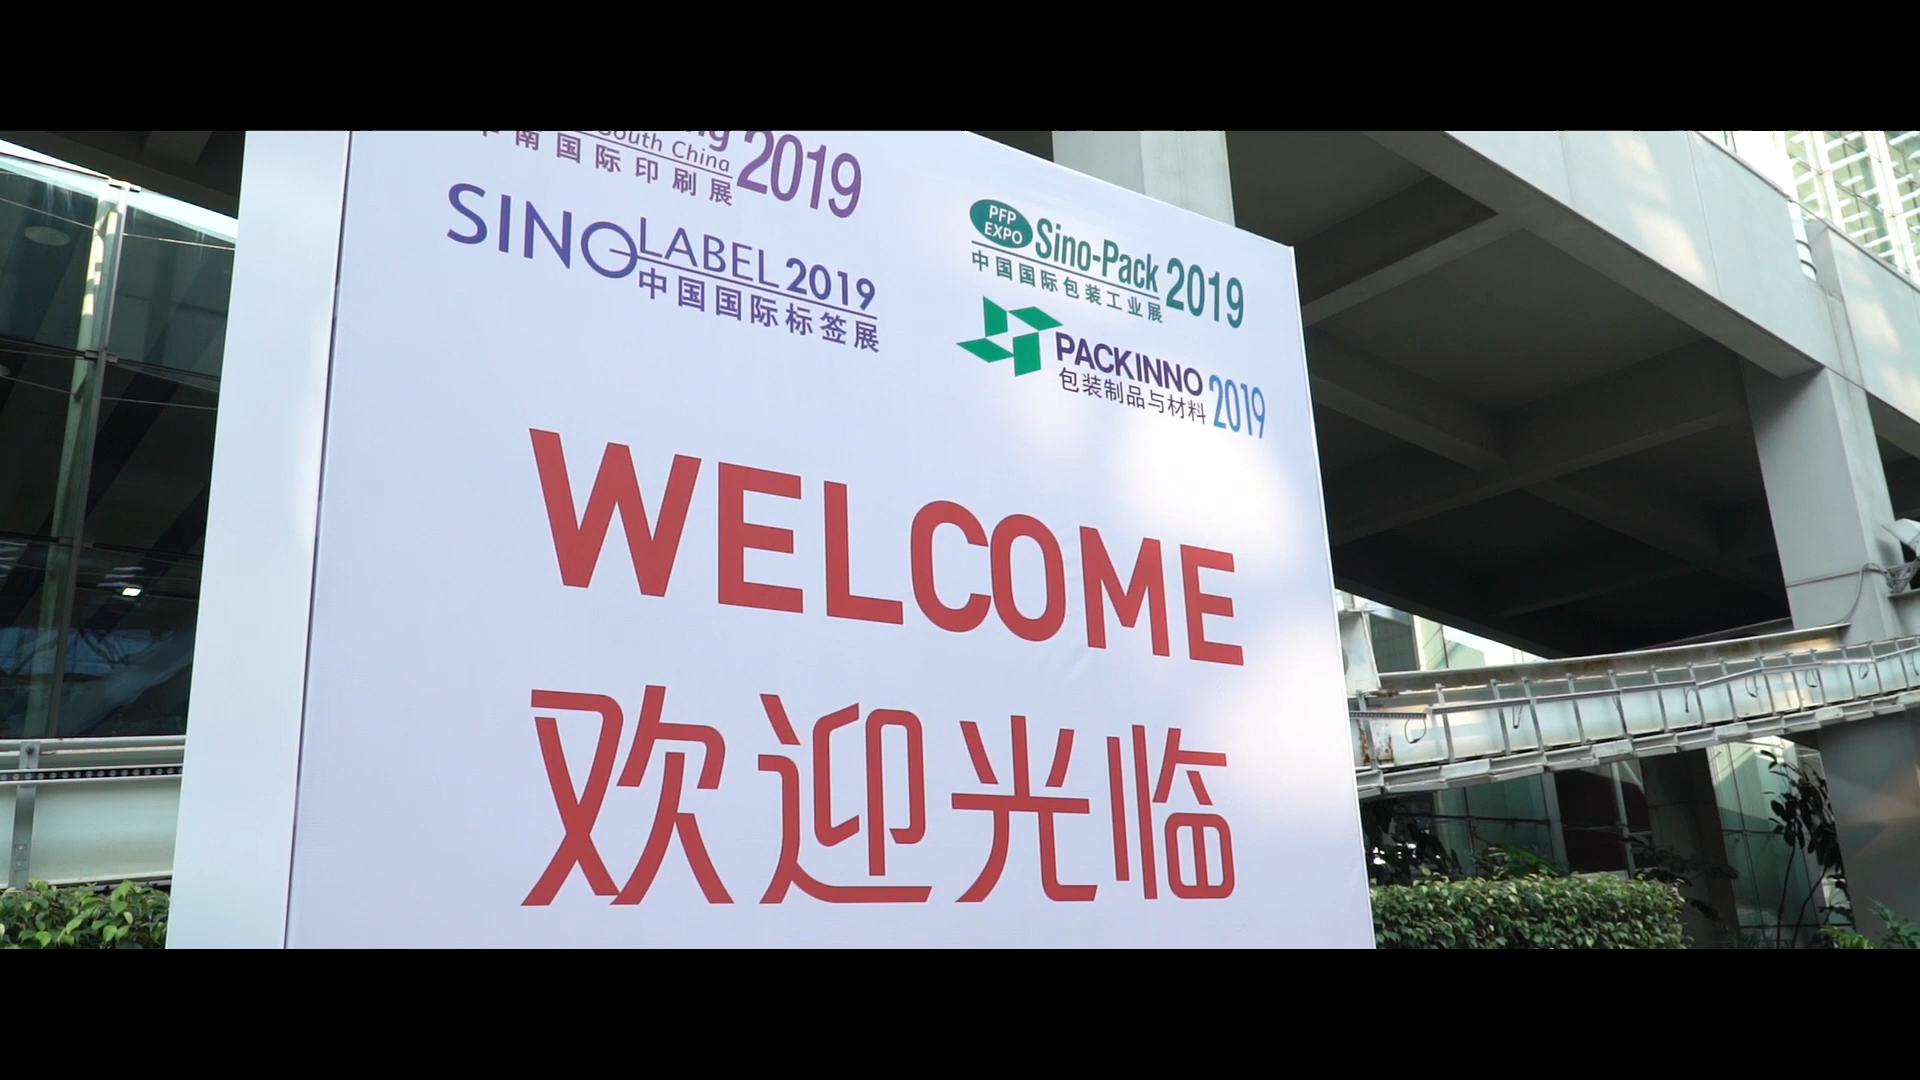 South China 2019
南国际印刷展
SINO LABEL 2019
中国国际标签展
PFP EXPO Sino-Pack 2019
中国国际包装工业展
PACKINNO 2019
包装制品与材料
WELCOME
欢迎光临